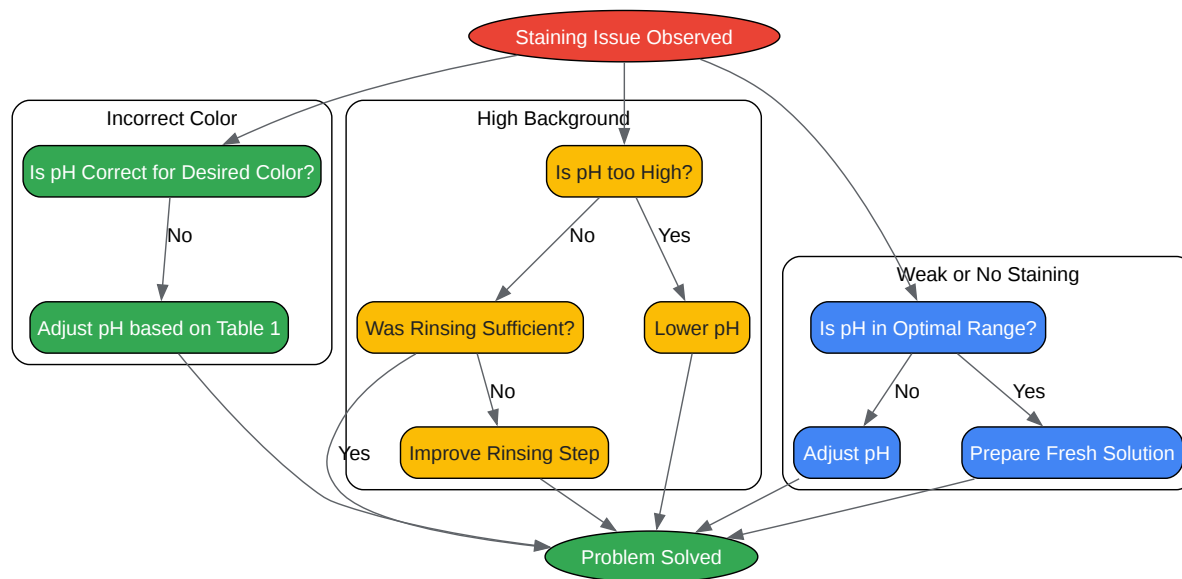 Staining Issue Observed
Incorrect Color
High Background
Is pH Correct for Desired Color?
Is pH too High?
No
No
Yes
Weak or No Staining
Adjust pH based on Table 1
Was Rinsing Sufficient?
Lower pH
Is pH in Optimal Range?
No
No
Yes
Yes
Improve Rinsing Step
Adjust pH
Prepare Fresh Solution
Problem Solved